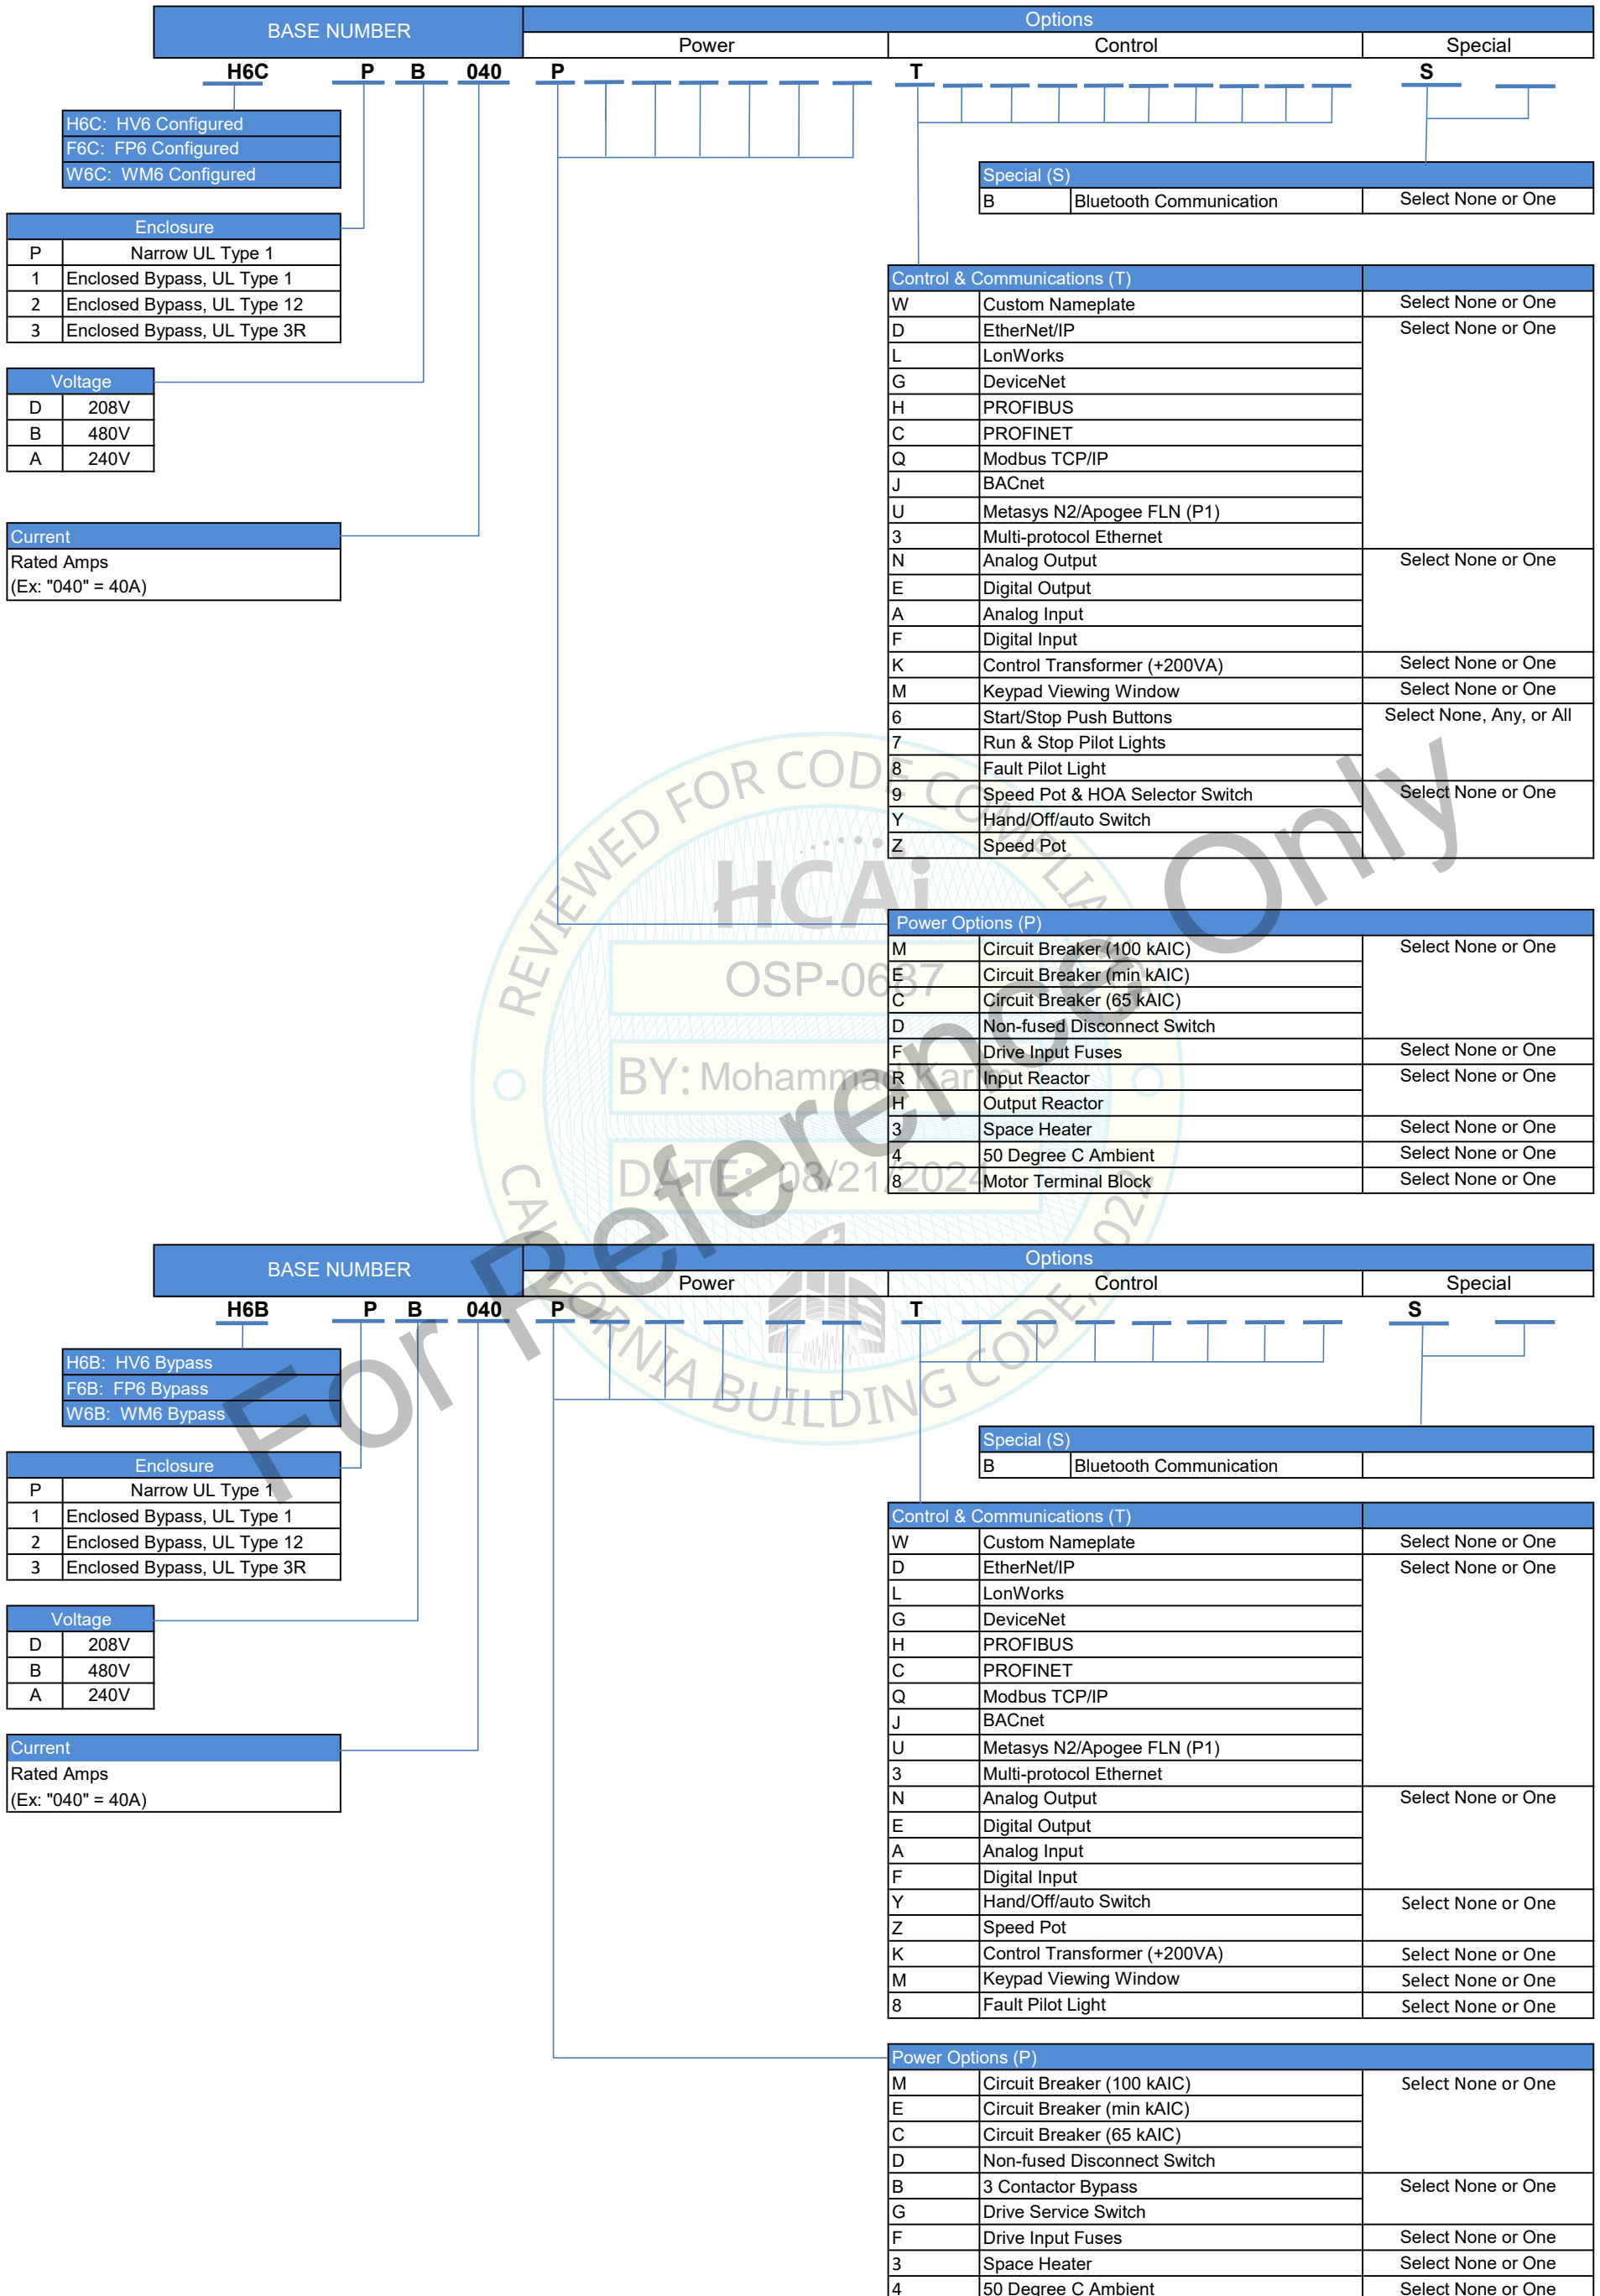 BASE NUMBER
Options
Power Control Special
H6C P B 040 P T S
H6C: HV6 Configured
F6C: FP6 Configured
W6C: WM6 Configured
Special (S)
B Bluetooth Communication Select None or One
Enclosure
P Narrow UL Type 1
1 Enclosed Bypass, UL Type 1
2 Enclosed Bypass, UL Type 12
3 Enclosed Bypass, UL Type 3R
Voltage
D 208V
B 480V
A 240V
Current
Rated Amps
(Ex: "040" = 40A)
Control & Communications (T)
W Custom Nameplate Select None or One
D EtherNet/IP Select None or One
L LonWorks
G DeviceNet
H PROFIBUS
C PROFINET
Q Modbus TCP/IP
J BACnet
U Metasys N2/Apogee FLN (P1)
3 Multi-protocol Ethernet
N Analog Output Select None or One
E Digital Output
A Analog Input
F Digital Input
K Control Transformer (+200VA) Select None or One
M Keypad Viewing Window Select None or One
6 Start/Stop Push Buttons Select None, Any, or All
7 Run & Stop Pilot Lights
8 Fault Pilot Light
9 Speed Pot & HOA Selector Switch Select None or One
Y Hand/Off/auto Switch
Z Speed Pot
Power Options (P)
M Circuit Breaker (100 kAIC) Select None or One
E Circuit Breaker (min kAIC)
C Circuit Breaker (65 kAIC)
D Non-fused Disconnect Switch
F Drive Input Fuses Select None or One
R Input Reactor Select None or One
H Output Reactor
3 Space Heater Select None or One
4 50 Degree C Ambient Select None or One
8 Motor Terminal Block Select None or One
REVIEWED FOR CODE COMPLIANCE
HCAi
OSP-0687
BY: Mohammad Karim
DATE: 08/21/2024
CALIFORNIA BUILDING CODE, 2022
For Reference Only
BASE NUMBER
Options
Power Control Special
H6B P B 040 P T S
H6B: HV6 Bypass
F6B: FP6 Bypass
W6B: WM6 Bypass
Special (S)
B Bluetooth Communication
Enclosure
P Narrow UL Type 1
1 Enclosed Bypass, UL Type 1
2 Enclosed Bypass, UL Type 12
3 Enclosed Bypass, UL Type 3R
Voltage
D 208V
B 480V
A 240V
Current
Rated Amps
(Ex: "040" = 40A)
Control & Communications (T)
W Custom Nameplate Select None or One
D EtherNet/IP Select None or One
L LonWorks
G DeviceNet
H PROFIBUS
C PROFINET
Q Modbus TCP/IP
J BACnet
U Metasys N2/Apogee FLN (P1)
3 Multi-protocol Ethernet
N Analog Output Select None or One
E Digital Output
A Analog Input
F Digital Input
Y Hand/Off/auto Switch Select None or One
Z Speed Pot
K Control Transformer (+200VA) Select None or One
M Keypad Viewing Window Select None or One
8 Fault Pilot Light Select None or One
Power Options (P)
M Circuit Breaker (100 kAIC) Select None or One
E Circuit Breaker (min kAIC)
C Circuit Breaker (65 kAIC)
D Non-fused Disconnect Switch
B 3 Contactor Bypass Select None or One
G Drive Service Switch
F Drive Input Fuses Select None or One
3 Space Heater Select None or One
4 50 Degree C Ambient Select None or One